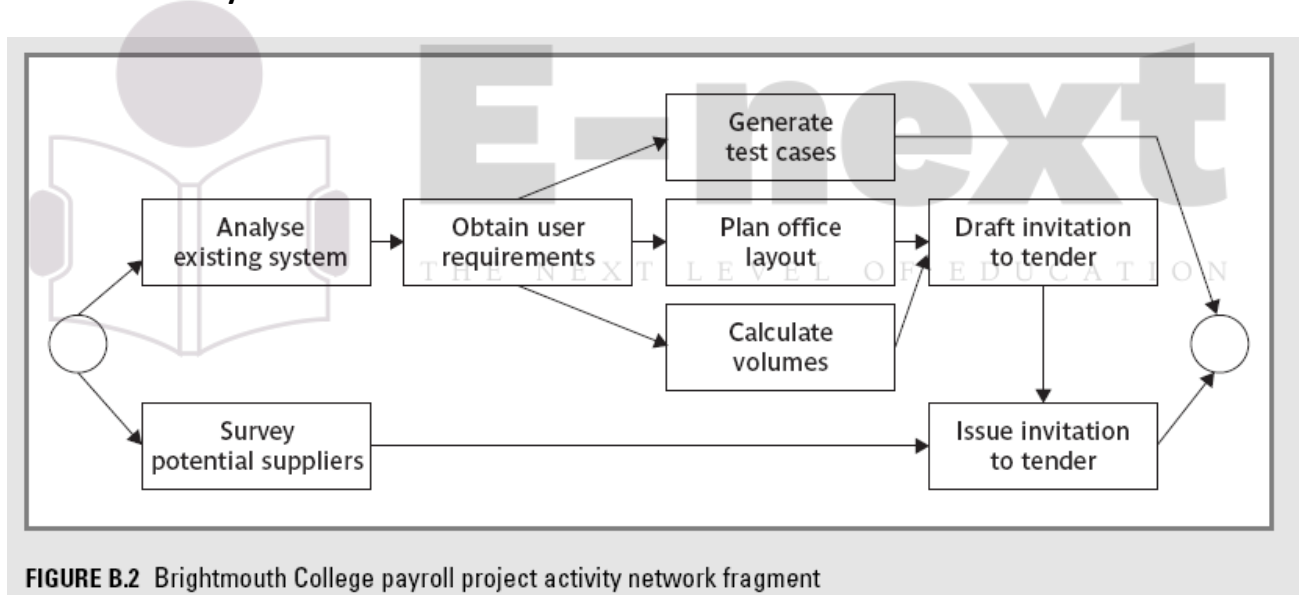 E-next
THE NEXT LEVEL OF EDUCATION
Generate
test cases
Analyse
existing system
Obtain user
requirements
Plan office
layout
Draft invitation
to tender
Calculate
volumes
Survey
potential suppliers
Issue invitation
to tender
FIGURE B.2 Brightmouth College payroll project activity network fragment